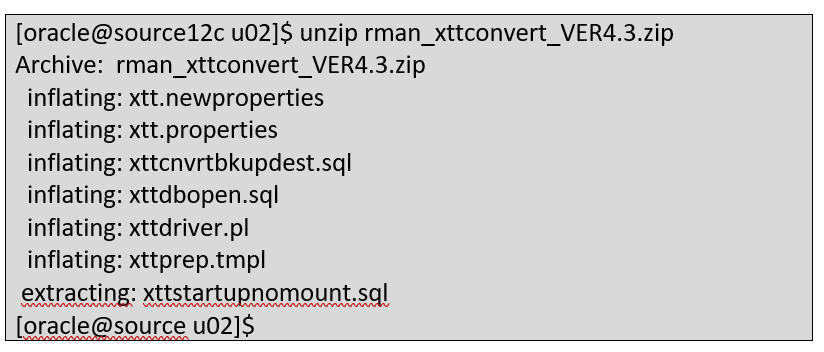 [oracle@source12c u02]$ unzip rman_xttconvert_VER4.3.zip
Archive:  rman_xttconvert_VER4.3.zip
  inflating: xtt.newproperties
  inflating: xtt.properties
  inflating: xttcnvrtbkupdest.sql
  inflating: xttdbopen.sql
  inflating: xttdriver.pl
  inflating: xttprep.tmpl
 extracting: xttstartupnomount.sql
[oracle@source u02]$